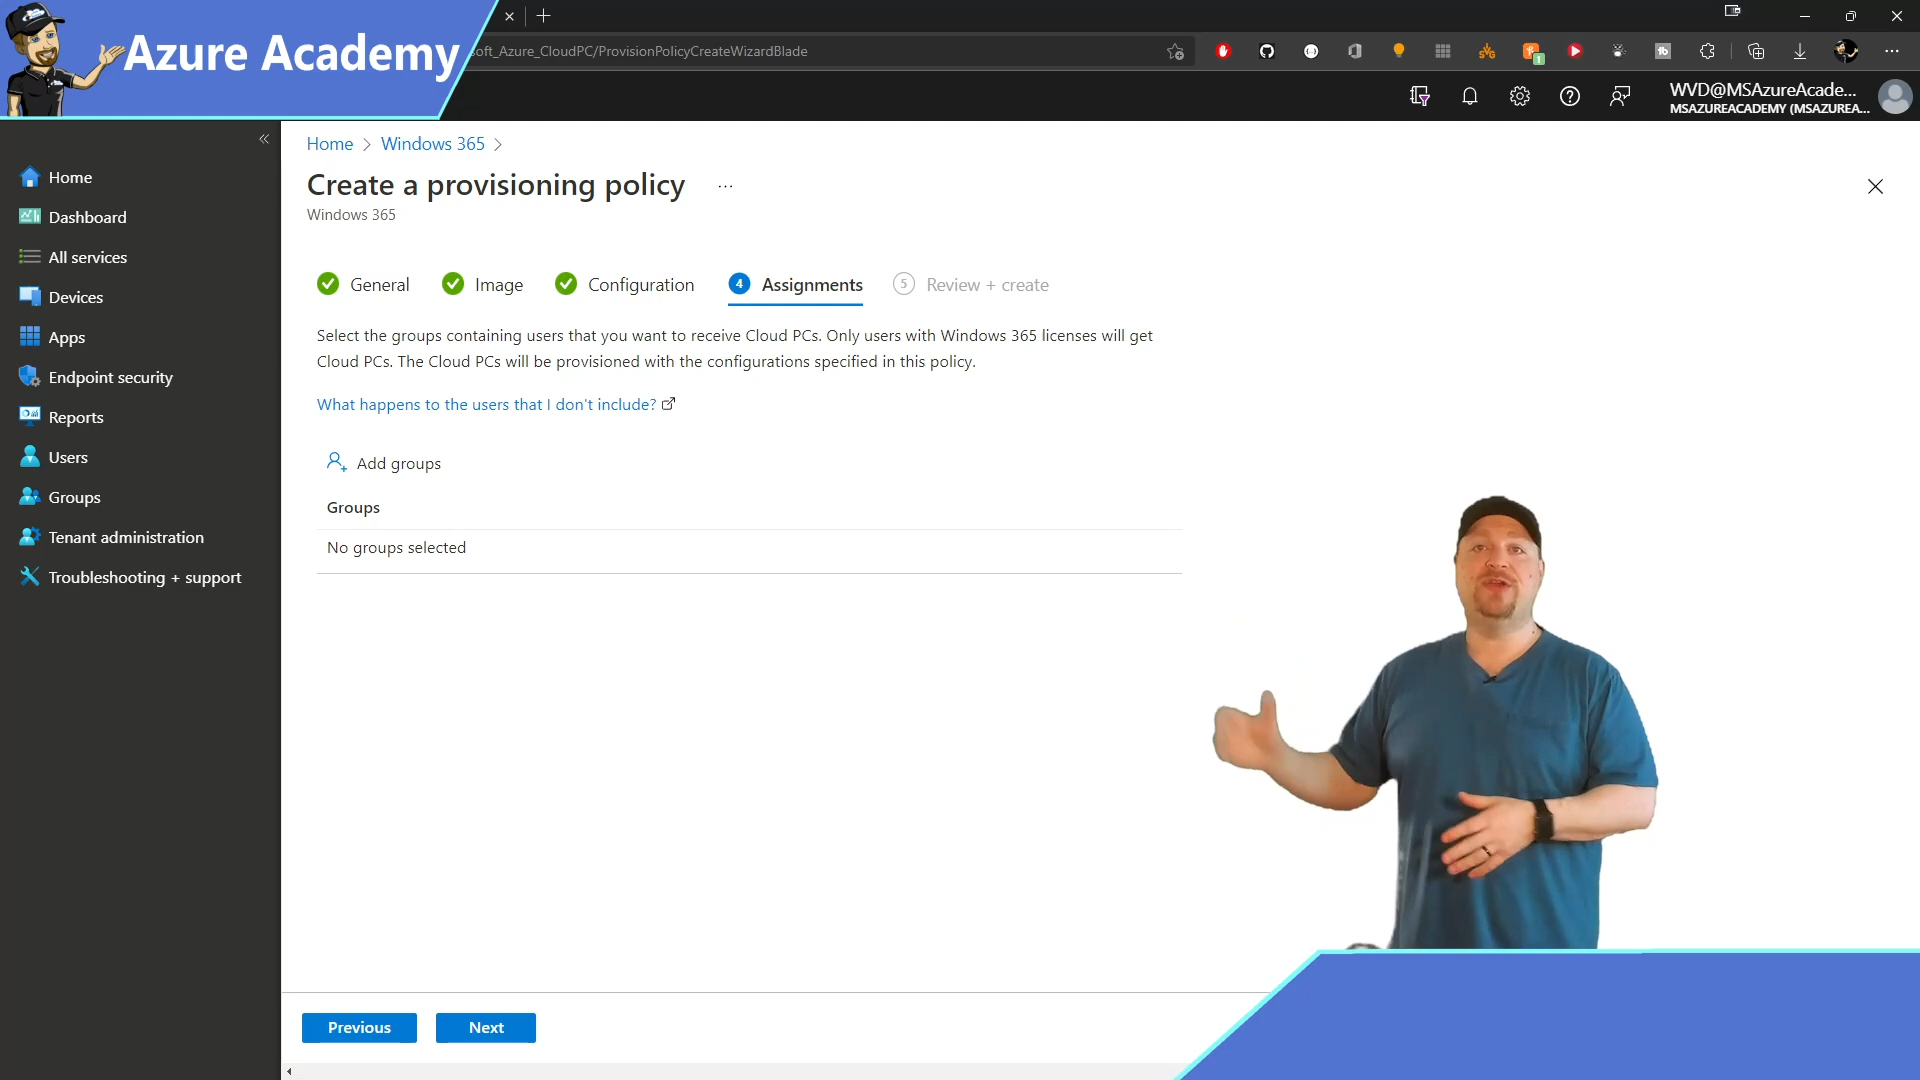 Azure Academy
soft_Azure_CloudPC/ProvisionPolicyCreateWizardBlade
1
WVD@MSAzureAcade...
MSAZUREACADEMY (MSAZUREA...
Home
Dashboard
All services
Devices
Apps
Endpoint security
Reports
Users
Groups
Tenant administration
Troubleshooting + support
Home > Windows 365 >
Create a provisioning policy ...
Windows 365
General
Image
Configuration
4 Assignments
5 Review + create
Select the groups containing users that you want to receive Cloud PCs. Only users with Windows 365 licenses will get
Cloud PCs. The Cloud PCs will be provisioned with the configurations specified in this policy.
What happens to the users that I don't include?
Add groups
Groups
No groups selected
Previous
Next